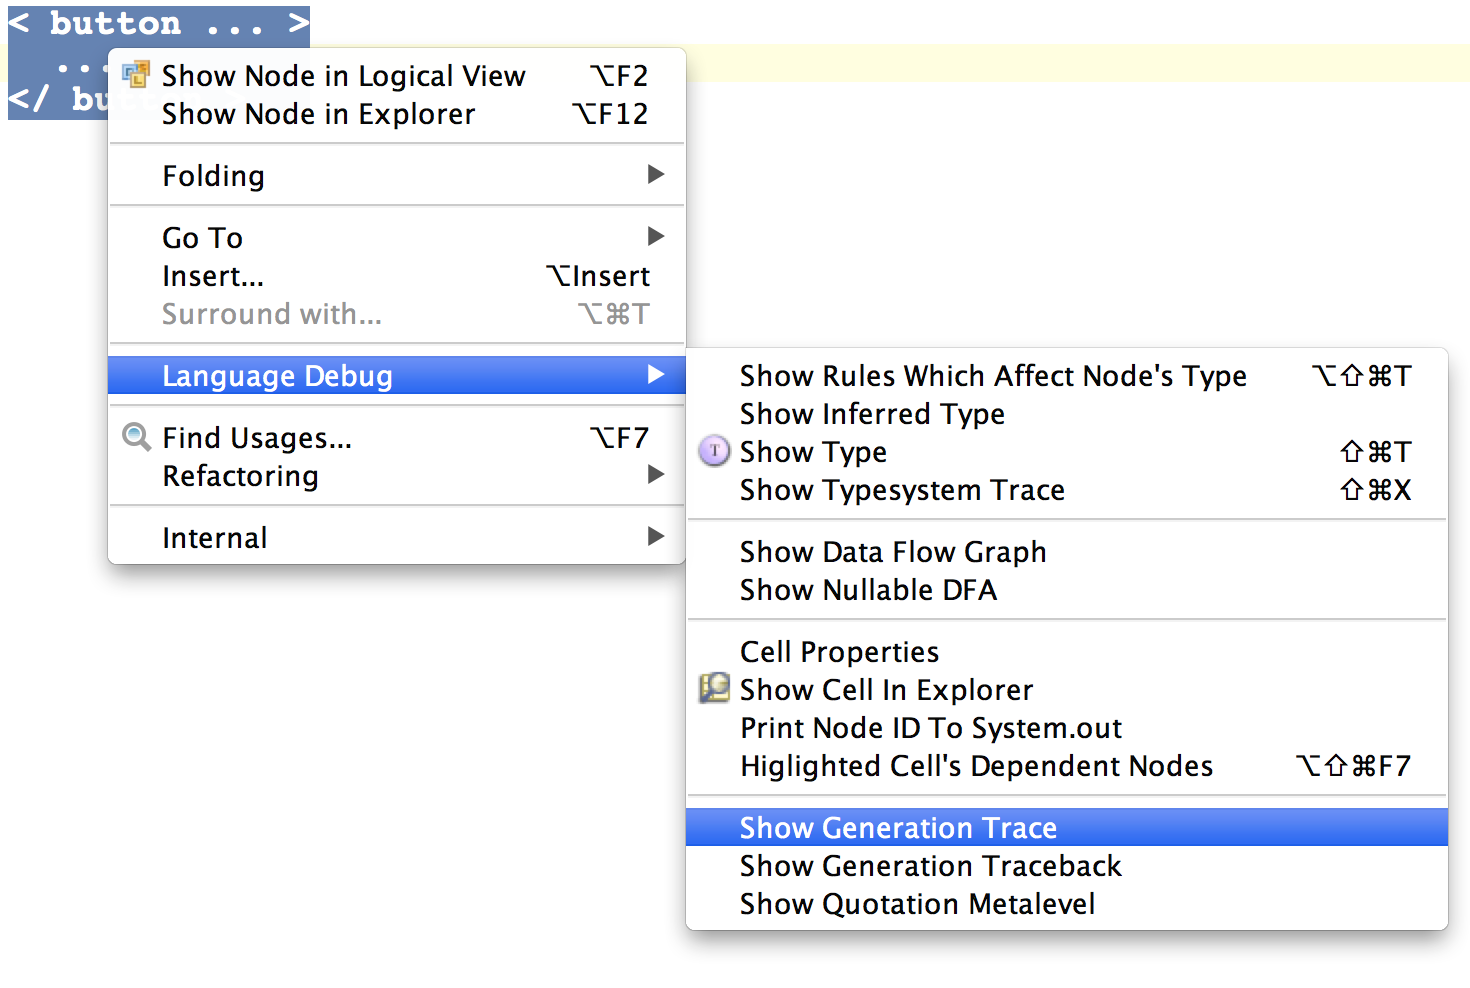 < button ... >
...
</ but
Show Node in Logical View ⌥F2
Show Node in Explorer ⌥F12
Folding ▶
Go To ▶
Insert... ⌥Insert
Surround with... ⌥⌘T
Language Debug ▶
Find Usages... ⌥F7
Refactoring ▶
Internal ▶
Show Rules Which Affect Node's Type ⌥⇧⌘T
Show Inferred Type
T Show Type ⇧⌘T
Show Typesystem Trace ⇧⌘X
Show Data Flow Graph
Show Nullable DFA
Cell Properties
Show Cell In Explorer
Print Node ID To System.out
Higlighted Cell's Dependent Nodes ⌥⇧⌘F7
Show Generation Trace
Show Generation Traceback
Show Quotation Metalevel